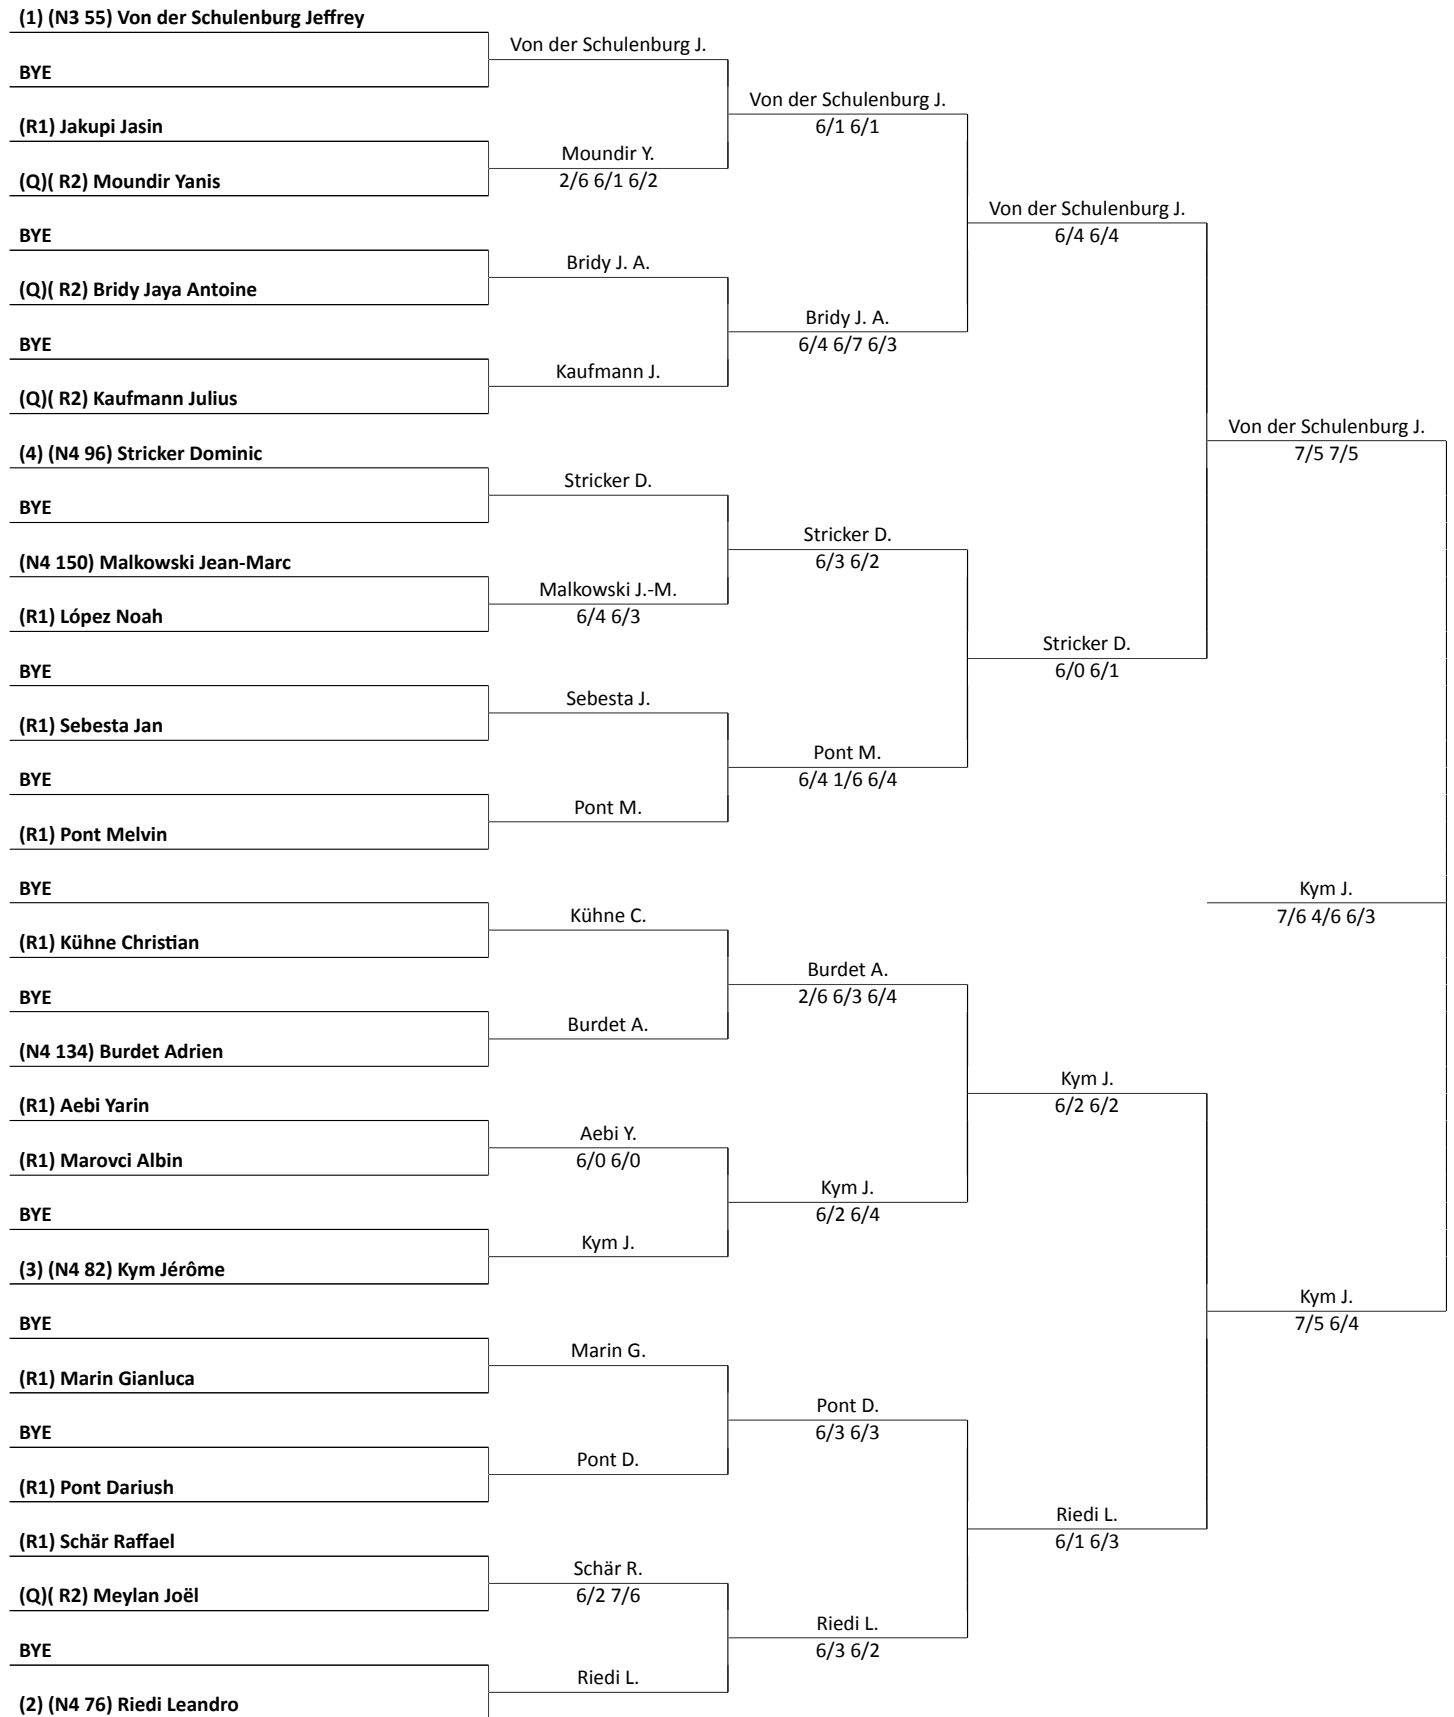 (1) (N3 55) Von der Schulenburg Jeffrey
Von der Schulenburg J.
BYE
Von der Schulenburg J.
6/1 6/1
(R1) Jakupi Jasin
Moundir Y.
2/6 6/1 6/2
(Q)( R2) Moundir Yanis
Von der Schulenburg J.
6/4 6/4
BYE
Bridy J. A.
(Q)( R2) Bridy Jaya Antoine
Bridy J. A.
6/4 6/7 6/3
BYE
Kaufmann J.
(Q)( R2) Kaufmann Julius
Von der Schulenburg J.
7/5 7/5
(4) (N4 96) Stricker Dominic
Stricker D.
BYE
Stricker D.
6/3 6/2
(N4 150) Malkowski Jean-Marc
Malkowski J.-M.
6/4 6/3
(R1) López Noah
Stricker D.
6/0 6/1
BYE
Sebesta J.
(R1) Sebesta Jan
Pont M.
6/4 1/6 6/4
BYE
Pont M.
(R1) Pont Melvin
BYE
Kym J.
7/6 4/6 6/3
Kühne C.
(R1) Kühne Christian
Burdet A.
2/6 6/3 6/4
BYE
Burdet A.
(N4 134) Burdet Adrien
Kym J.
6/2 6/2
(R1) Aebi Yarin
Aebi Y.
6/0 6/0
(R1) Marovci Albin
Kym J.
6/2 6/4
BYE
Kym J.
(3) (N4 82) Kym Jérôme
Kym J.
7/5 6/4
BYE
Marin G.
(R1) Marin Gianluca
Pont D.
6/3 6/3
BYE
Pont D.
(R1) Pont Dariush
Riedi L.
6/1 6/3
(R1) Schär Raffael
Schär R.
6/2 7/6
(Q)( R2) Meylan Joël
Riedi L.
6/3 6/2
BYE
Riedi L.
(2) (N4 76) Riedi Leandro